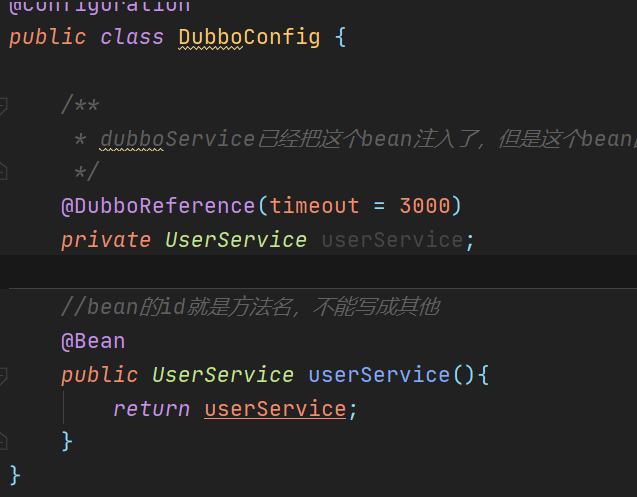 @Configuration
public class DubboConfig {
/**
* dubboService已经把这个bean注入了，但是这个bean
*/
@DubboReference(timeout = 3000)
private UserService userService;
//bean的id就是方法名，不能写成其他
@Bean
public UserService userService(){
return userService;
}
}